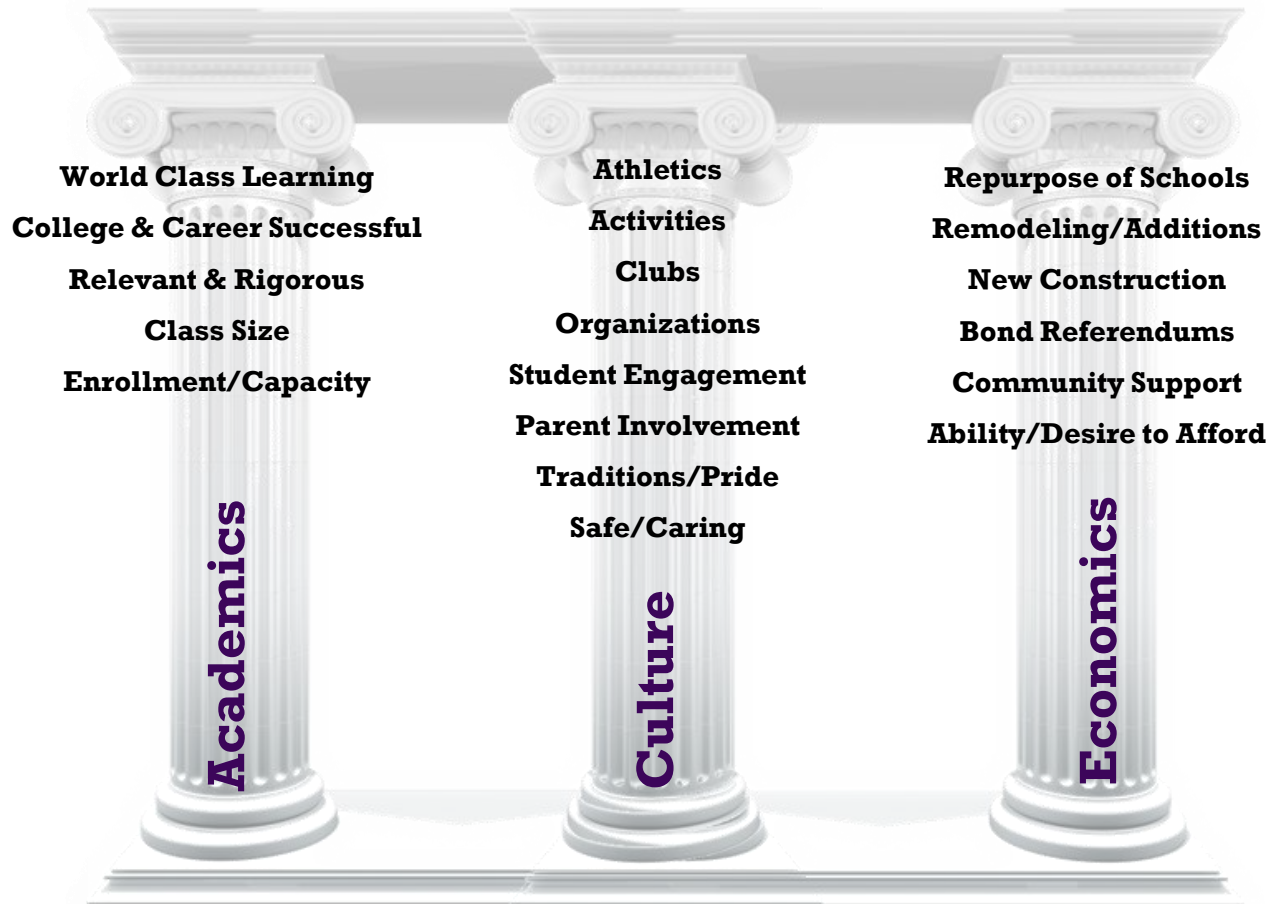 World Class Learning
College & Career Successful
Relevant & Rigorous
Class Size
Enrollment/Capacity
Academics
Athletics
Activities
Clubs
Organizations
Student Engagement
Parent Involvement
Traditions/Pride
Safe/Caring
Culture
Repurpose of Schools
Remodeling/Additions
New Construction
Bond Referendums
Community Support
Ability/Desire to Afford
Economics